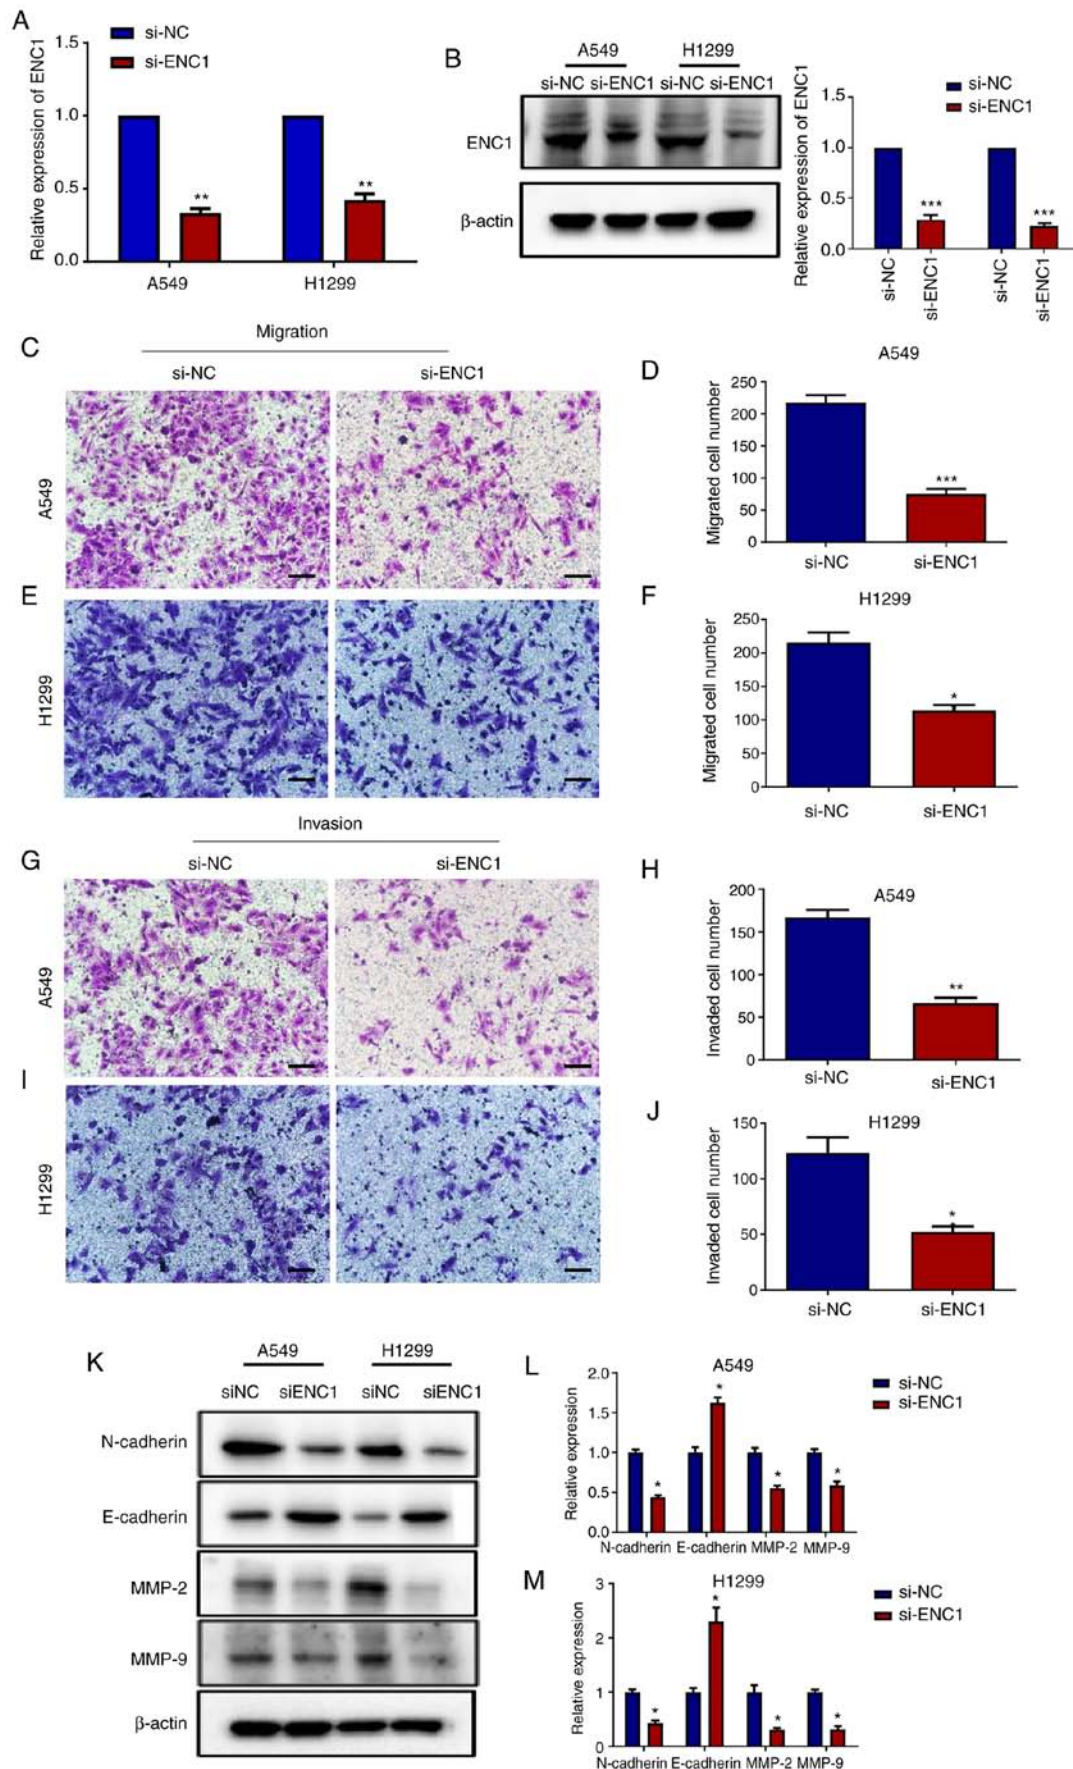 A
si-NC
si-ENC1
Relative expression of ENC1
1.5
1.0
0.5
0.0
**
**
A549
H1299
B
A549
H1299
si-NC si-ENC1 si-NC si-ENC1
ENC1
β-actin
si-NC
si-ENC1
Relative expression of ENC1
1.5
1.0
0.5
0.0
***
***
si-NC
si-ENC1
si-NC
si-ENC1
C
Migration
si-NC
si-ENC1
A549
D
A549
Migrated cell number
250
200
150
100
50
0
***
si-NC
si-ENC1
E
H1299
F
H1299
Migrated cell number
250
200
150
100
50
0
*
si-NC
si-ENC1
Invasion
G
si-NC
si-ENC1
A549
H
A549
Invaded cell number
200
150
100
50
0
**
si-NC
si-ENC1
I
H1299
J
H1299
Invaded cell number
150
100
50
0
*
si-NC
si-ENC1
K
A549
H1299
siNC siENC1 siNC siENC1
N-cadherin
E-cadherin
MMP-2
MMP-9
β-actin
L
A549
si-NC
si-ENC1
Relative expression
2.0
1.5
1.0
0.5
0.0
*
*
*
*
N-cadherin E-cadherin MMP-2 MMP-9
M
H1299
si-NC
si-ENC1
Relative expression
3
2
1
0
*
*
*
*
N-cadherin E-cadherin MMP-2 MMP-9